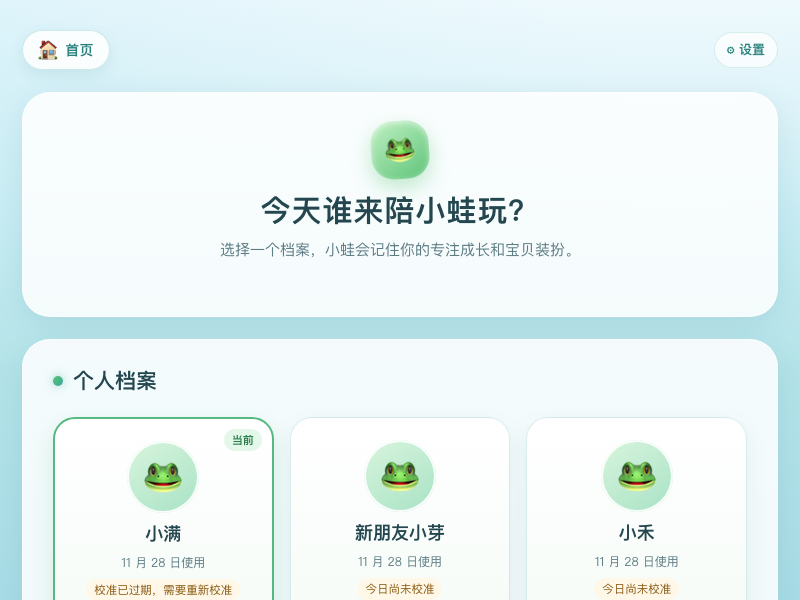 首页
设置
今天谁来陪小蛙玩?
选择一个档案，小蛙会记住你的专注成长和宝贝装扮。
个人档案
当前
小满
11 月 28 日使用
校准已过期，需要重新校准
新朋友小芽
11 月 28 日使用
今日尚未校准
小禾
11 月 28 日使用
今日尚未校准